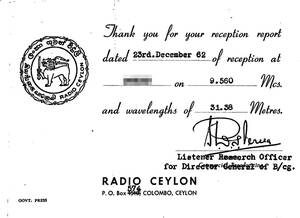 RADIO CEYLON
Thank you for your reception report
dated 23rd.December 62 of reception at
on 9.560 Mcs.
and wavelengths of 31.38 Metres.
Listener Research Officer
for Director General of B/cg.
RADIO CEYLON
574
P. O. Box COLOMBO, CEYLON
GOVT. PRESS